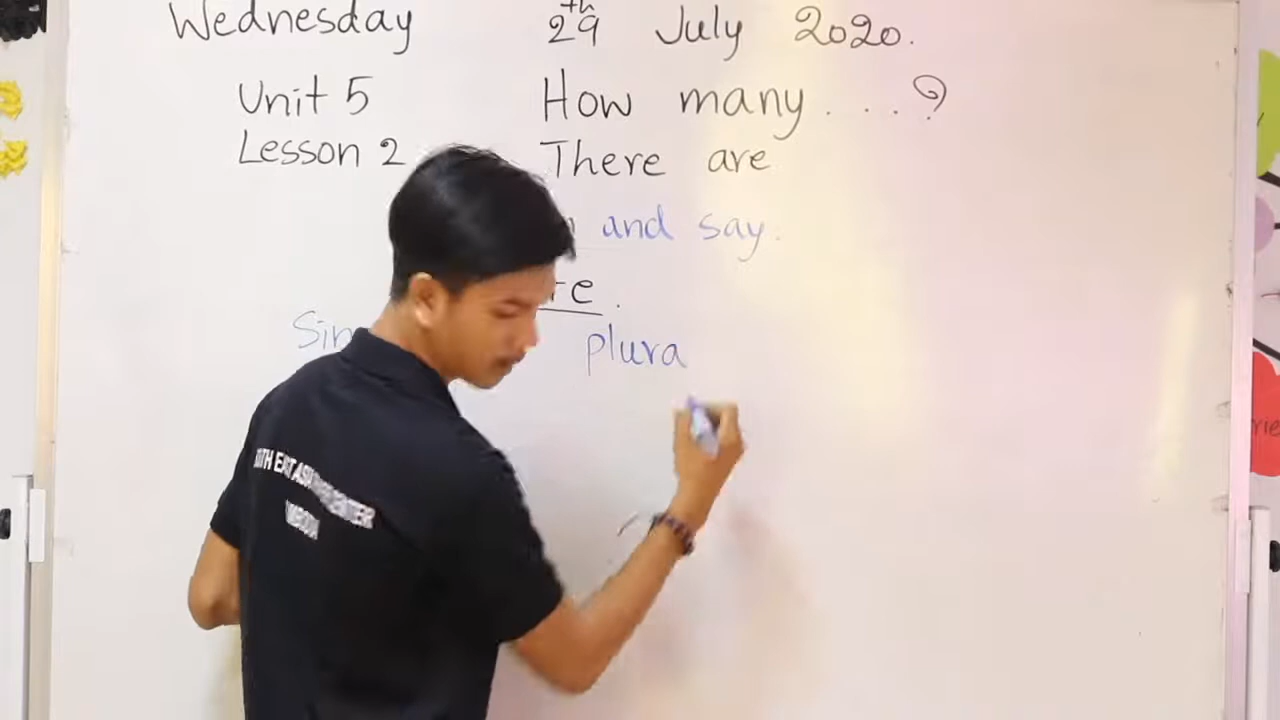 Wednesday 29th July 2020.
Unit 5 How many . . . ?
Lesson 2 There are
and say.
plura